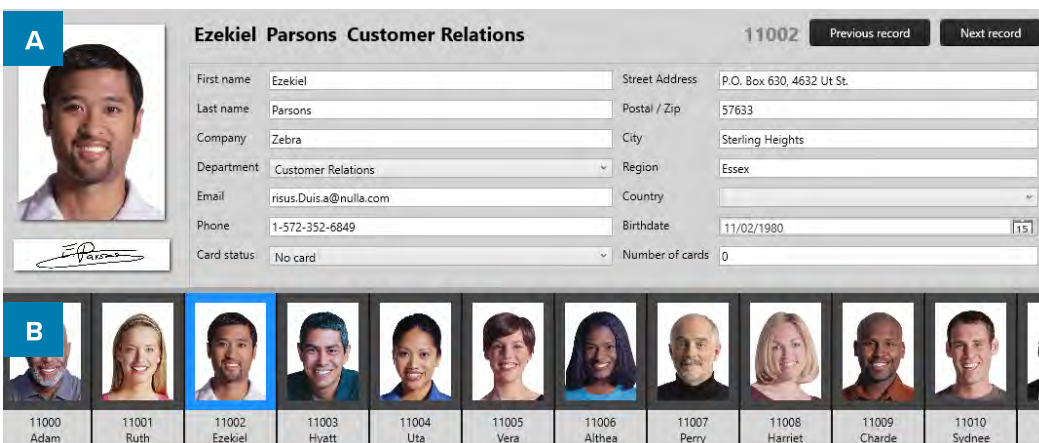 A
Ezekiel Parsons Customer Relations
11002
Previous record
Next record
First name
Ezekiel
Street Address
P.O. Box 630, 4632 Ut St.
Last name
Parsons
Postal / Zip
57633
Company
Zebra
City
Sterling Heights
Department
Customer Relations
Region
Essex
Email
risus.Duis.a@nulla.com
Country
Phone
1-572-352-6849
Birthdate
11/02/1980
15
Card status
No card
Number of cards
0
E Parsons
B
11000
Adam
11001
Ruth
11002
Ezekiel
11003
Hyatt
11004
Uta
11005
Vera
11006
Althea
11007
Perry
11008
Harriet
11009
Charde
11010
Sydnee